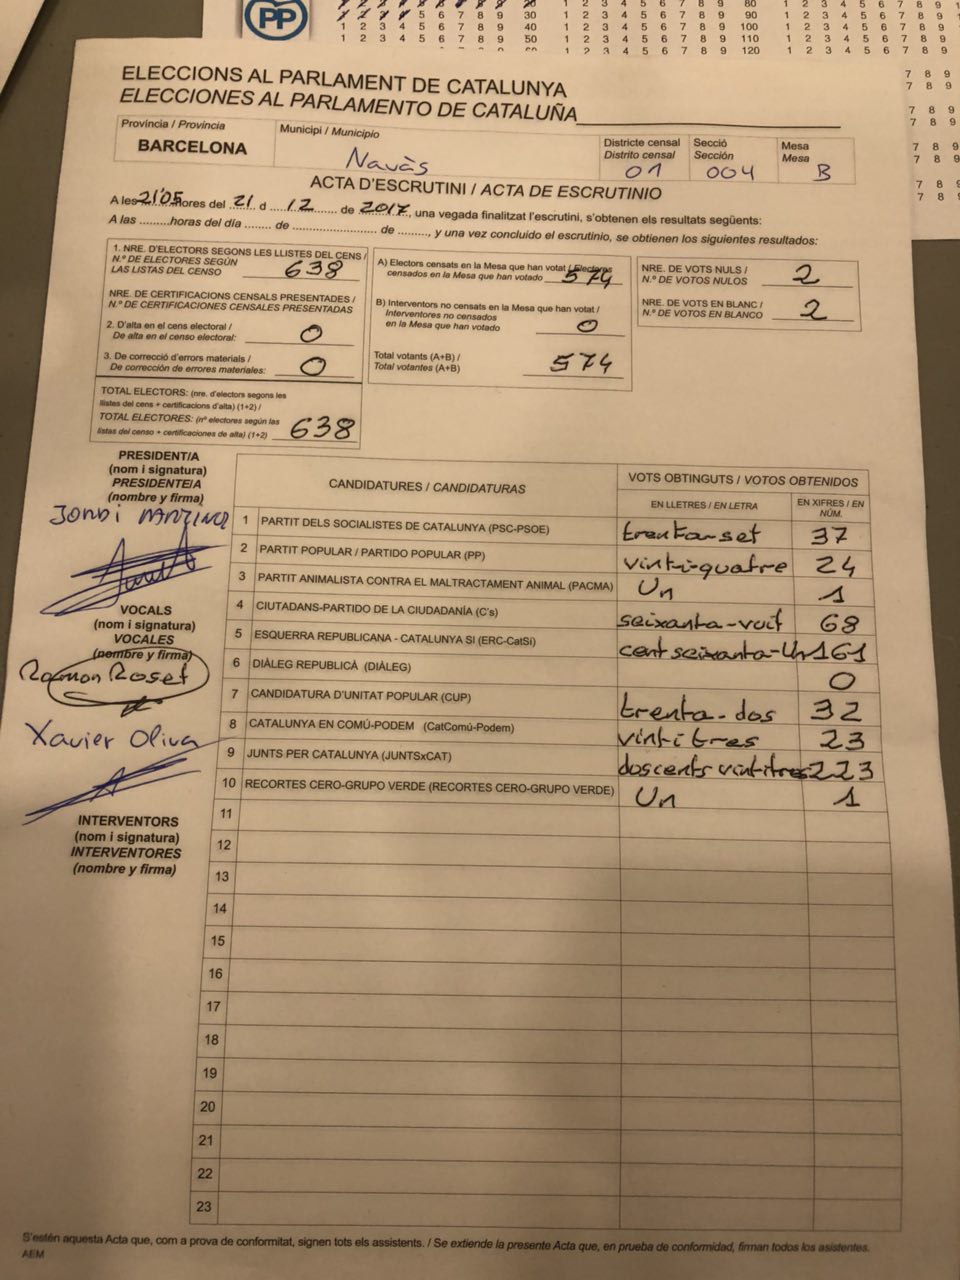 PP
1 2 3 4 5 6 7 8 9 30
1 2 3 4 5 6 7 8 9 40
1 2 3 4 5 6 7 8 9 50
1 2 3 4 5 6 7 8 9 80
1 2 3 4 5 6 7 8 9 90
1 2 3 4 5 6 7 8 9 100
1 2 3 4 5 6 7 8 9 110
1 2 3 4 5 6 7 8 9 120
ELECCIONS AL PARLAMENT DE CATALUNYA
ELECCIONES AL PARLAMENTO DE CATALUÑA
Província / Provincia
BARCELONA
Municipi / Municipio
Navàs
Districte censal
Distrito censal
01
Secció
Sección
004
Mesa
Mesa
B
ACTA D'ESCRUTINI / ACTA DE ESCRUTINIO
A les 21'05 hores del 21 d 12 de 2017, una vegada finalitzat l'escrutini, s'obtenen els resultats següents:
A las ......... horas del día ........ de ........................ de ........, y una vez concluido el escrutinio, se obtienen los siguientes resultados:
1. NRE. D'ELECTORS SEGONS LES LLISTES DEL CENS /
N.º DE ELECTORES SEGÚN
LAS LISTAS DEL CENSO 638
NRE. DE CERTIFICACIONS CENSALS PRESENTADES /
N.º DE CERTIFICACIONES CENSALES PRESENTADAS
2. D'alta en el cens electoral /
De alta en el censo electoral: 0
3. De correcció d'errors materials /
De corrección de errores materiales: 0
TOTAL ELECTORS: (nre. d'electors segons les
llistes del cens + certificacions d'alta) (1+2) /
TOTAL ELECTORES: (nº electores según las
listas del censo + certificaciones de alta) (1+2) 638
A) Electors censats en la Mesa que han votat / Electores
censados en la Mesa que han votado 574
B) Interventors no censats en la Mesa que han votat /
Interventores no censados
en la Mesa que han votado 0
Total votants (A+B) /
Total votantes (A+B) 574
NRE. DE VOTS NULS /
N.º DE VOTOS NULOS 2
NRE. DE VOTS EN BLANC /
N.º DE VOTOS EN BLANCO 2
PRESIDENT/A
(nom i signatura)
PRESIDENTE/A
(nombre y firma)
JORDI
VOCALS
(nom i signatura)
VOCALES
(nombre y firma)
Ramon Roset
Xavier Oliva
INTERVENTORS
(nom i signatura)
INTERVENTORES
(nombre y firma)
CANDIDATURES / CANDIDATURAS
VOTS OBTINGUTS / VOTOS OBTENIDOS
EN LLETRES / EN LETRA
EN XIFRES / EN
NÚM.
1 PARTIT DELS SOCIALISTES DE CATALUNYA (PSC-PSOE) trenta-set 37
2 PARTIT POPULAR / PARTIDO POPULAR (PP) vint-i-quatre 24
3 PARTIT ANIMALISTA CONTRA EL MALTRACTAMENT ANIMAL (PACMA) Un 1
4 CIUTADANS-PARTIDO DE LA CIUDADANÍA (C's) seixanta-vuit 68
5 ESQUERRA REPUBLICANA - CATALUNYA SI (ERC-CatSí) cent seixanta-Un 161
6 DIÀLEG REPUBLICÀ (DIÀLEG) 0
7 CANDIDATURA D'UNITAT POPULAR (CUP) trenta-dos 32
8 CATALUNYA EN COMÚ-PODEM (CatComú-Podem) vintitres 23
9 JUNTS PER CATALUNYA (JUNTSxCAT) doscents vintitres 223
10 RECORTES CERO-GRUPO VERDE (RECORTES CERO-GRUPO VERDE) Un 1
11
12
13
14
15
16
17
18
19
20
21
22
23
S'estén aquesta Acta que, com a prova de conformitat, signen tots els assistents. / Se extiende la presente Acta que, en prueba de conformidad, firman todos los asistentes.
AEM